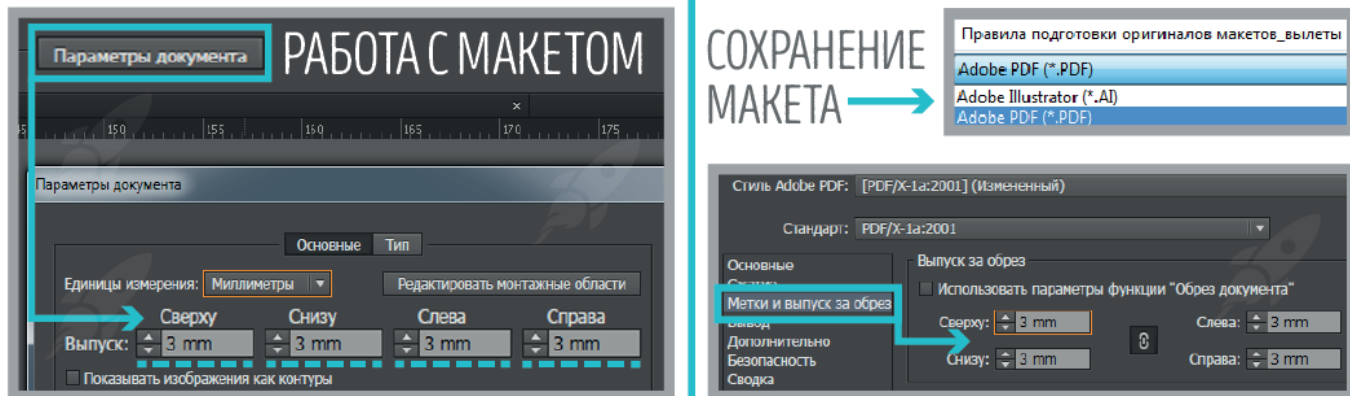 Параметры документа
РАБОТА С МАКЕТОМ
×
150 155 160 165 170 175
Параметры документа
Основные Тип
Единицы измерения: Миллиметры Редактировать монтажные области
Сверху Снизу Слева Справа
Выпуск: 3 mm 3 mm 3 mm 3 mm
Показывать изображения как контуры
СОХРАНЕНИЕ
МАКЕТА
Правила подготовки оригиналов макетов_вылеты
Adobe PDF (*.PDF)
Adobe Illustrator (*.AI)
Adobe PDF (*.PDF)
Стиль Adobe PDF: [PDF/X-1a:2001] (Измененный)
Стандарт: PDF/X-1a:2001
Основные
Метки и выпуск за обрез
Вывод
Дополнительно
Безопасность
Сводка
Выпуск за обрез
Использовать параметры функции "Обрез документа"
Сверху: 3 mm Слева: 3 mm
Снизу: 3 mm Справа: 3 mm